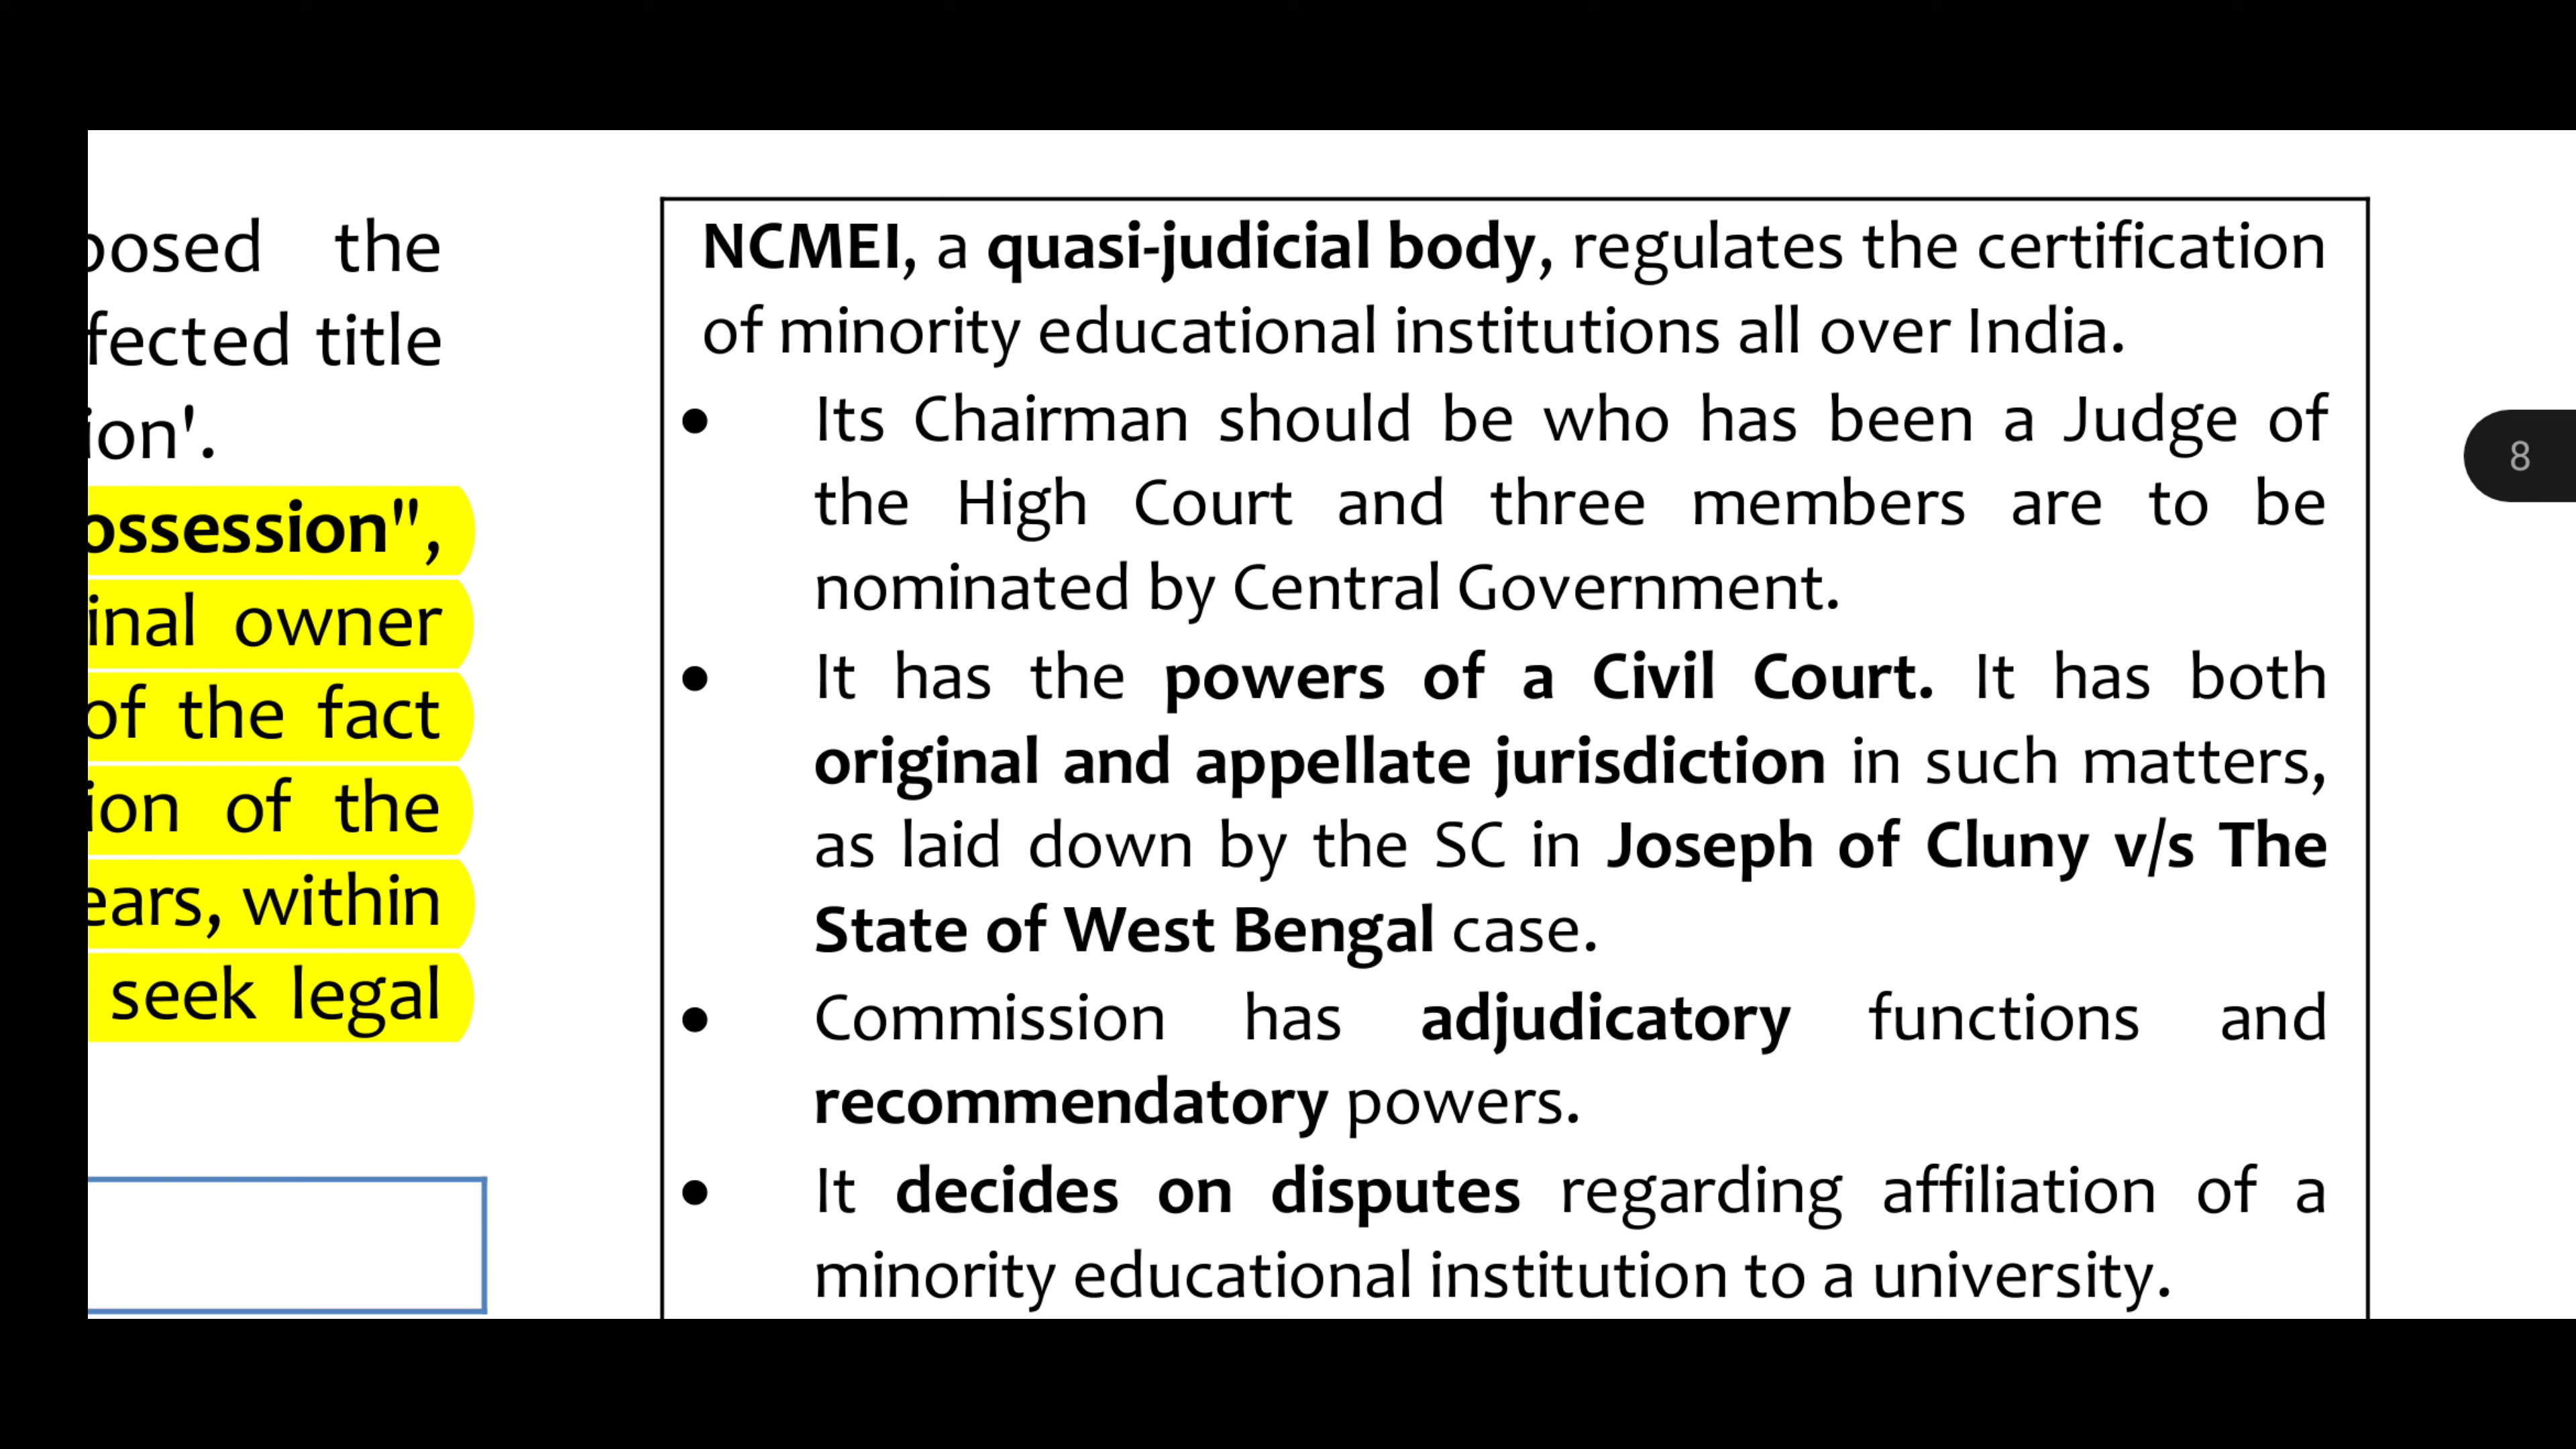 posed the
fected title
ion'.
ossession",
inal owner
of the fact
ion of the
ears, within
seek legal
NCMEI, a quasi-judicial body, regulates the certification
of minority educational institutions all over India.
• Its Chairman should be who has been a Judge of
the High Court and three members are to be
nominated by Central Government.
• It has the powers of a Civil Court. It has both
original and appellate jurisdiction in such matters,
as laid down by the SC in Joseph of Cluny v/s The
State of West Bengal case.
• Commission has adjudicatory functions and
recommendatory powers.
• It decides on disputes regarding affiliation of a
minority educational institution to a university.
8